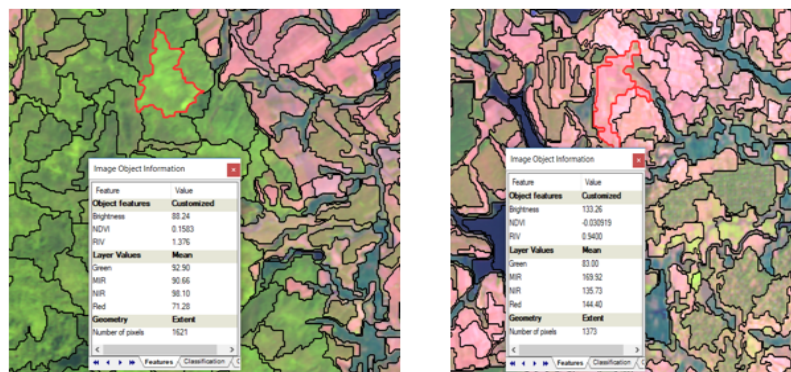 Image Object Information
Feature Value
Object features Customized
Brightness 88.24
NDVI 0.1583
RIV 1.376
Layer Values Mean
Green 92.90
MIR 90.66
NIR 98.10
Red 71.28
Geometry Extent
Number of pixels 1621
Features Classification
Image Object Information
Feature Value
Object features Customized
Brightness 133.26
NDVI -0.030919
RIV 0.9400
Layer Values Mean
Green 83.00
MIR 169.92
NIR 135.73
Red 144.40
Geometry Extent
Number of pixels 1373
Features Classification